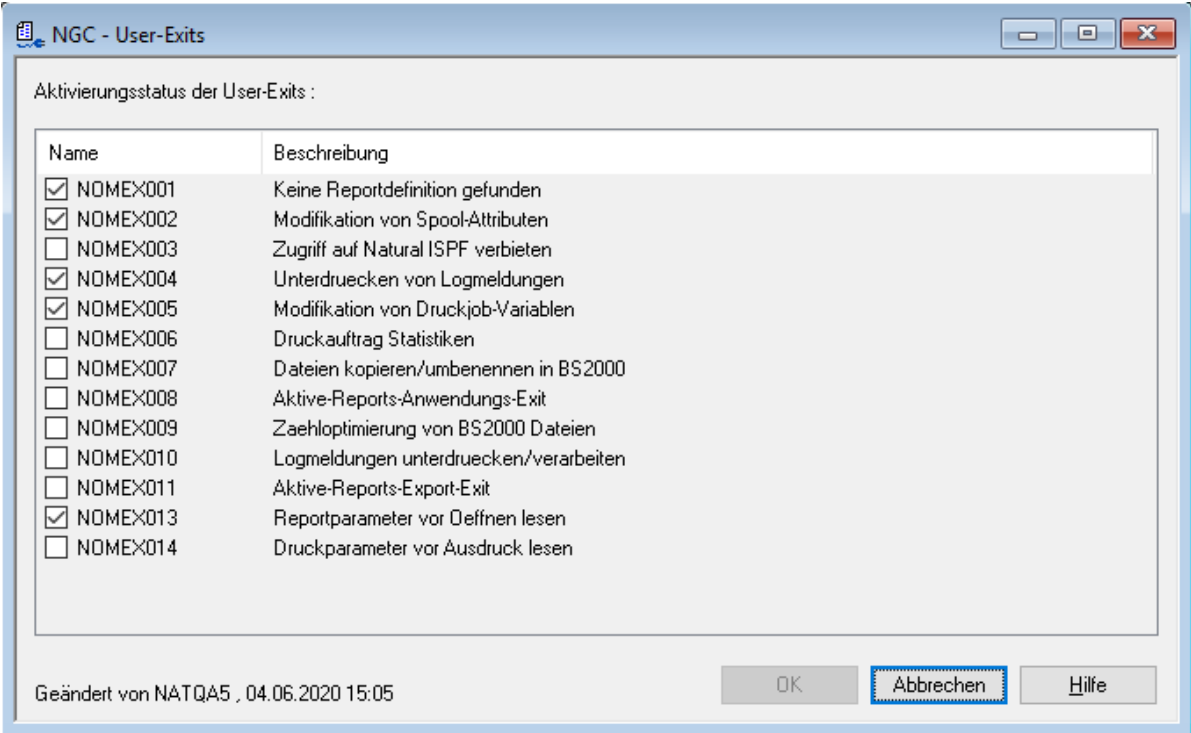 NGC - User-Exits
Aktivierungsstatus der User-Exits :
Name Beschreibung
NOMEX001 Keine Reportdefinition gefunden
NOMEX002 Modifikation von Spool-Attributen
NOMEX003 Zugriff auf Natural ISPF verbieten
NOMEX004 Unterdruecken von Logmeldungen
NOMEX005 Modifikation von Druckjob-Variablen
NOMEX006 Druckauftrag Statistiken
NOMEX007 Dateien kopieren/umbenennen in BS2000
NOMEX008 Aktive-Reports-Anwendungs-Exit
NOMEX009 Zaehloptimierung von BS2000 Dateien
NOMEX010 Logmeldungen unterdruecken/verarbeiten
NOMEX011 Aktive-Reports-Export-Exit
NOMEX013 Reportparameter vor Oeffnen lesen
NOMEX014 Druckparameter vor Ausdruck lesen
Geändert von NATQA5 , 04.06.2020 15:05 OK Abbrechen Hilfe